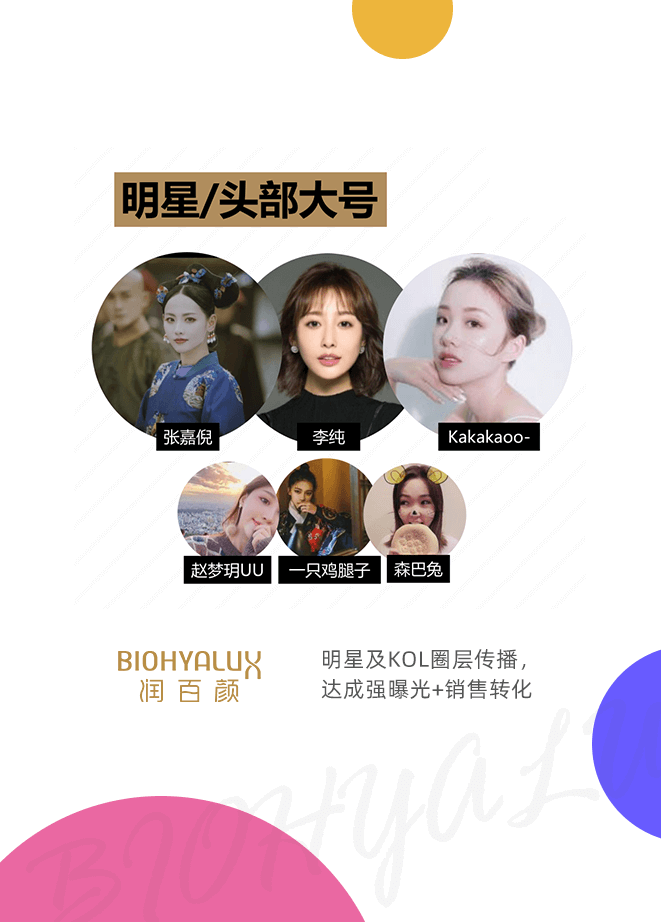 明星/头部大号
张嘉倪
李纯
Kakakaoo-
赵梦玥UU
一只鸡腿子
森巴兔
BIOHYALUX
润百颜
明星及KOL圈层传播，
达成强曝光+销售转化
BIOHYALU